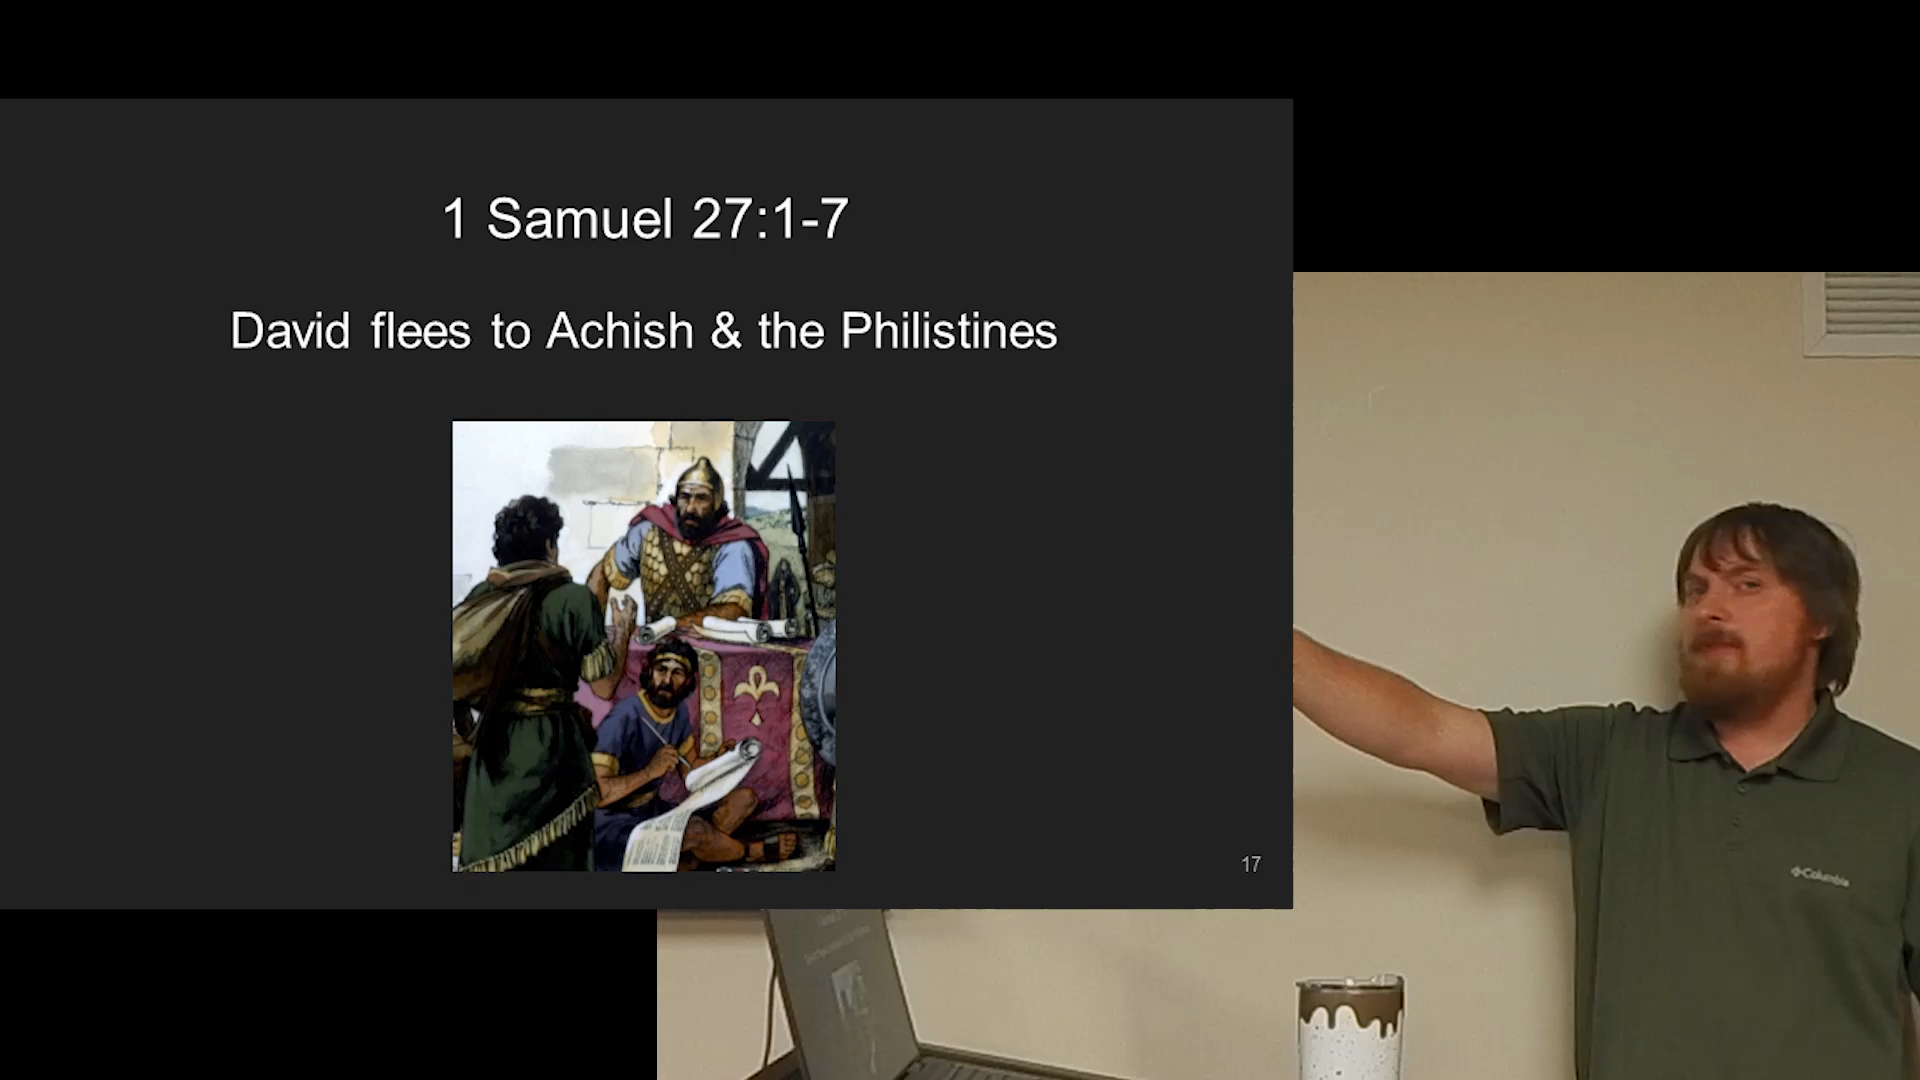 1 Samuel 27:1-7
David flees to Achish & the Philistines
17
Columbia